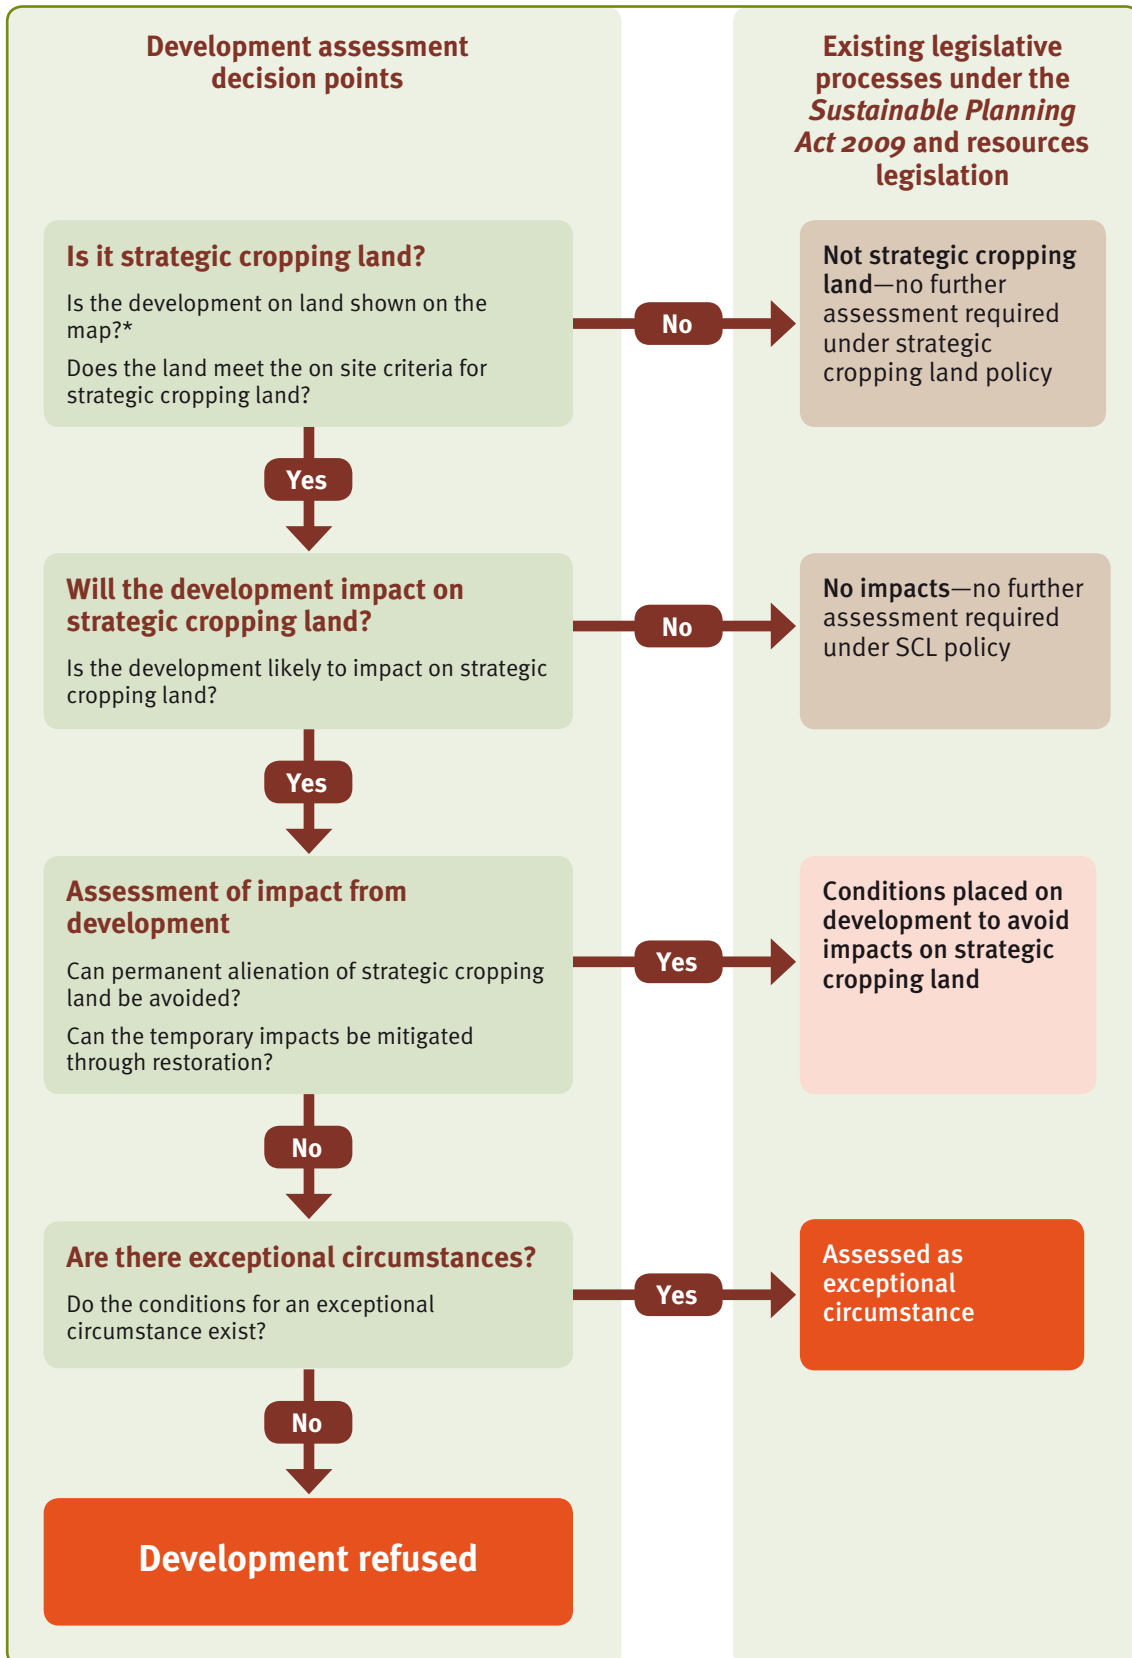 Development assessment
decision points
Existing legislative
processes under the
Sustainable Planning
Act 2009 and resources
legislation
Is it strategic cropping land?
Is the development on land shown on the
map?*
Does the land meet the on site criteria for
strategic cropping land?
No
Not strategic cropping
land—no further
assessment required
under strategic
cropping land policy
Yes
Will the development impact on
strategic cropping land?
Is the development likely to impact on strategic
cropping land?
No
No impacts—no further
assessment required
under SCL policy
Yes
Assessment of impact from
development
Can permanent alienation of strategic cropping
land be avoided?
Can the temporary impacts be mitigated
through restoration?
Yes
Conditions placed on
development to avoid
impacts on strategic
cropping land
No
Are there exceptional circumstances?
Do the conditions for an exceptional
circumstance exist?
Yes
Assessed as
exceptional
circumstance
No
Development refused